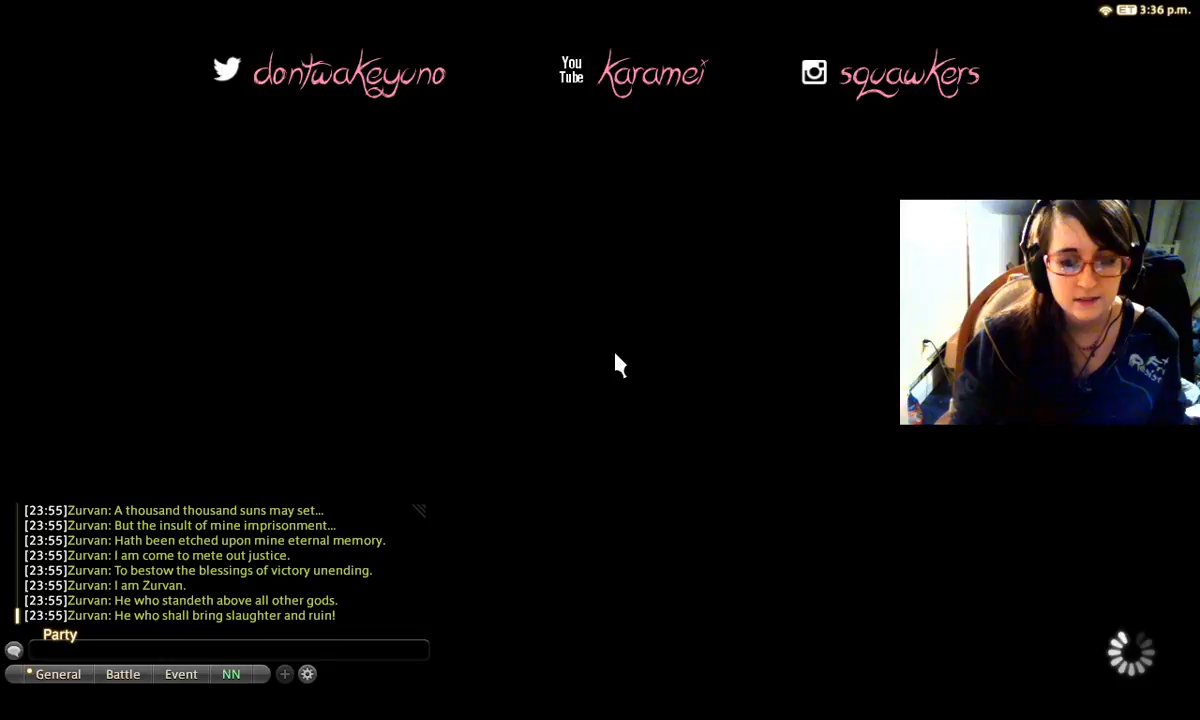 ET 3:36 p.m.
dontwakeyuno
You
Tube
karamei
squawkers
[23:55]Zurvan: A thousand thousand suns may set...
[23:55]Zurvan: But the insult of mine imprisonment...
[23:55]Zurvan: Hath been etched upon mine eternal memory.
[23:55]Zurvan: I am come to mete out justice.
[23:55]Zurvan: To bestow the blessings of victory unending.
[23:55]Zurvan: I am Zurvan.
[23:55]Zurvan: He who standeth above all other gods.
[23:55]Zurvan: He who shall bring slaughter and ruin!
Party
General Battle Event NN